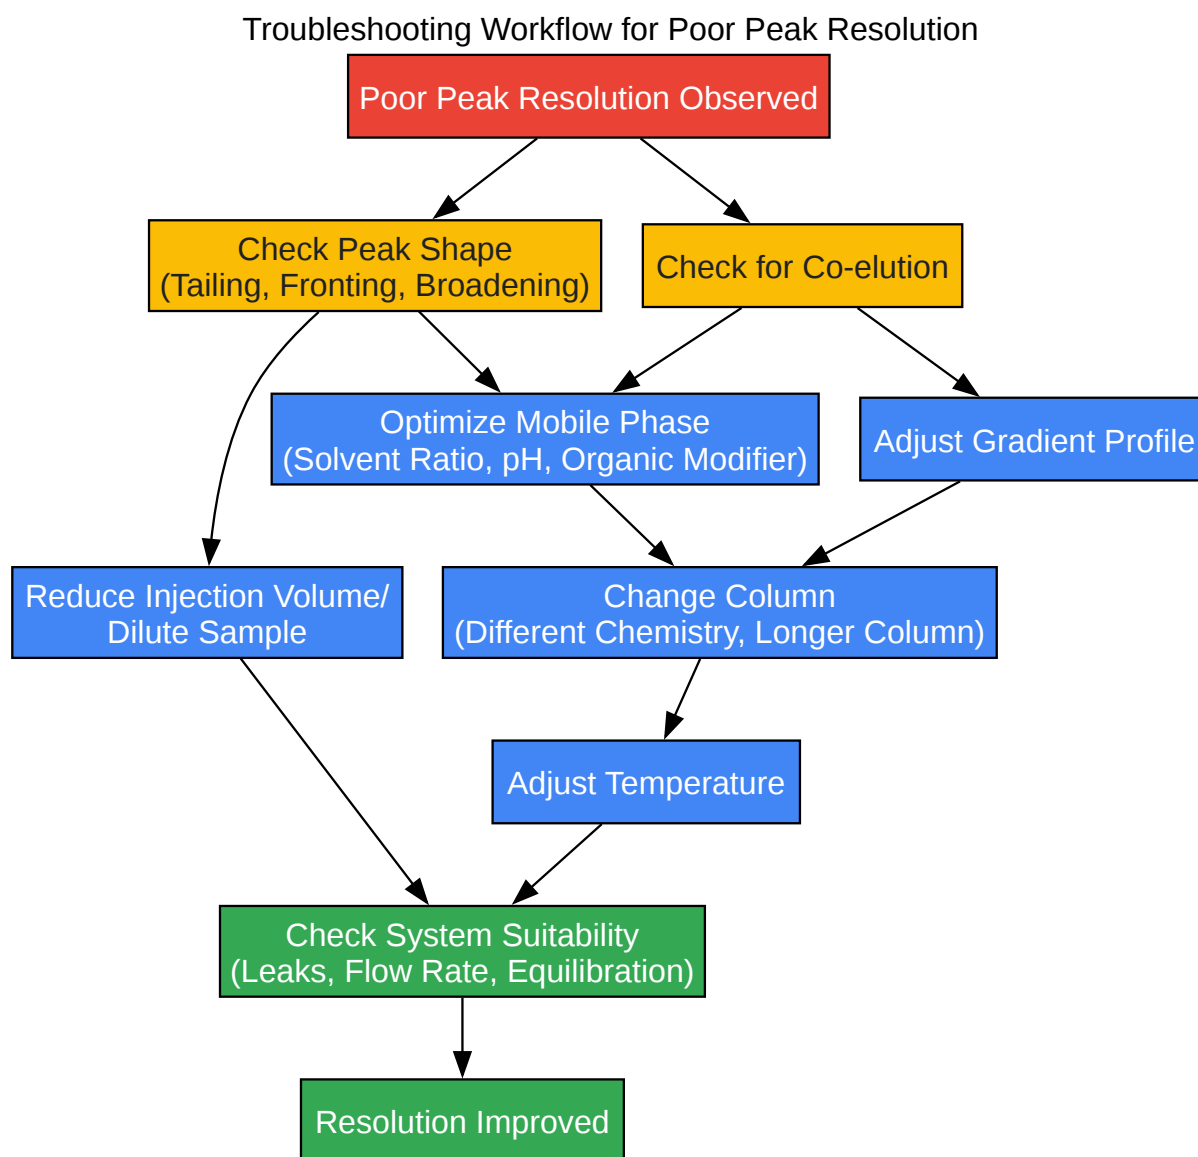 Troubleshooting Workflow for Poor Peak Resolution
Poor Peak Resolution Observed
Check Peak Shape
(Tailing, Fronting, Broadening)
Check for Co-elution
Optimize Mobile Phase
(Solvent Ratio, pH, Organic Modifier)
Adjust Gradient Profile
Reduce Injection Volume/
Dilute Sample
Change Column
(Different Chemistry, Longer Column)
Adjust Temperature
Check System Suitability
(Leaks, Flow Rate, Equilibration)
Resolution Improved